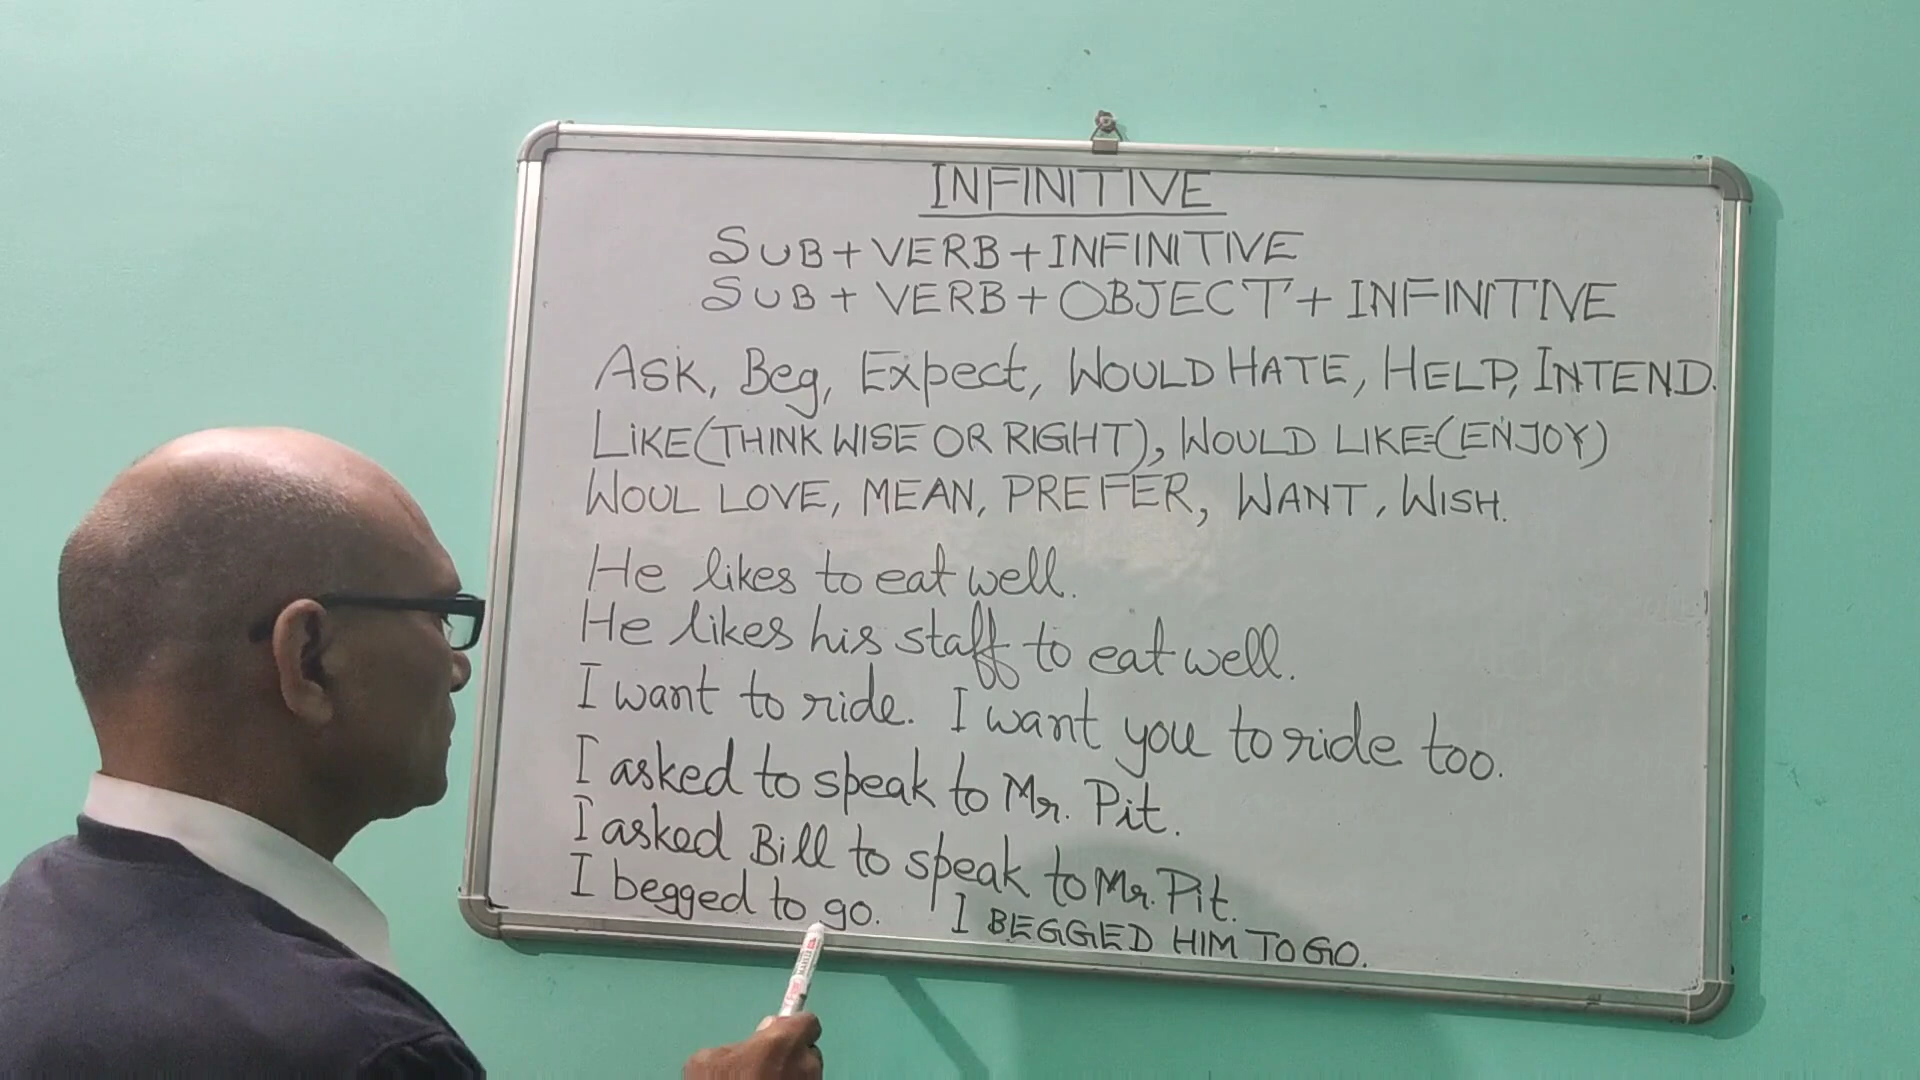 INFINITIVE
SUB + VERB + INFINITIVE
SUB + VERB + OBJECT + INFINITIVE
Ask, Beg, Expect, WOULD HATE, HELP, INTEND.
LIKE(THINK WISE OR RIGHT), WOULD LIKE=(ENJOY)
WOUL LOVE, MEAN, PREFER, WANT, WISH.
He likes to eat well.
He likes his staff to eat well.
I want to ride. I want you to ride too.
I asked to speak to Mr. Pit.
I asked Bill to speak to Mr. Pit.
I begged to go. I BEGGED HIM TO GO.